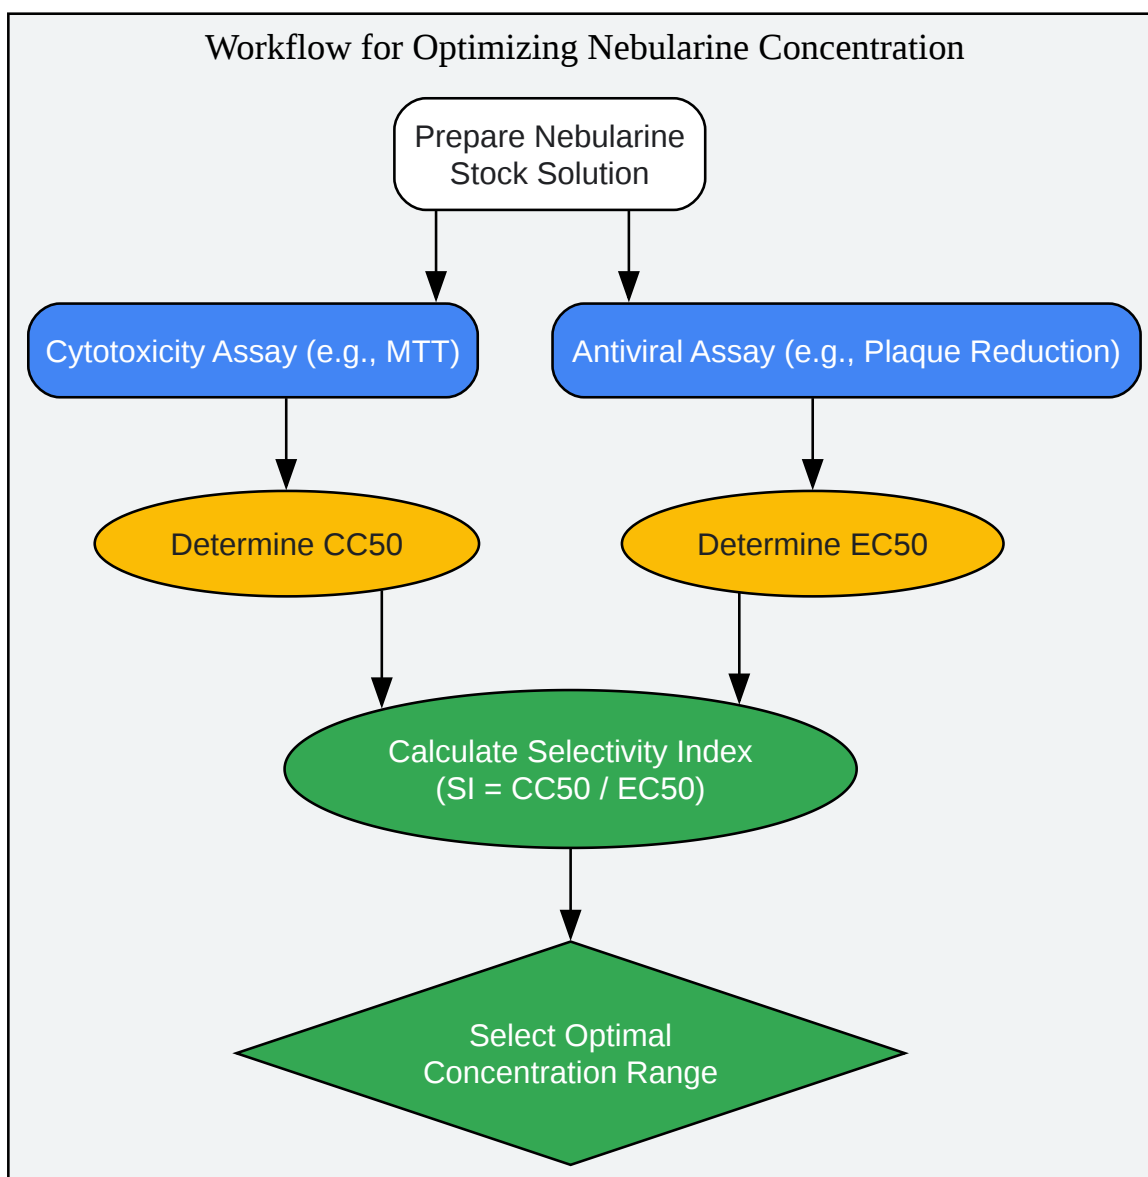 Workflow for Optimizing Nebularine Concentration
Prepare Nebularine
Stock Solution
Cytotoxicity Assay (e.g., MTT)
Antiviral Assay (e.g., Plaque Reduction)
Determine CC50
Determine EC50
Calculate Selectivity Index
(SI = CC50 / EC50)
Select Optimal
Concentration Range